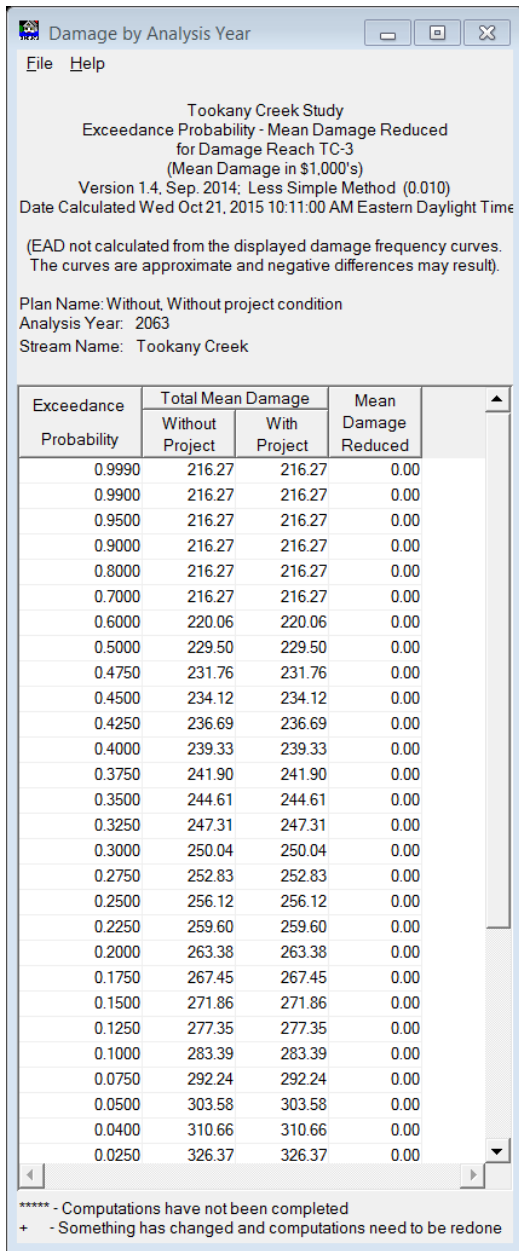 Damage by Analysis Year
File Help
Tookany Creek Study
Exceedance Probability - Mean Damage Reduced
for Damage Reach TC-3
(Mean Damage in $1,000's)
Version 1.4, Sep. 2014; Less Simple Method (0.010)
Date Calculated Wed Oct 21, 2015 10:11:00 AM Eastern Daylight Time
(EAD not calculated from the displayed damage frequency curves.
The curves are approximate and negative differences may result).
Plan Name: Without, Without project condition
Analysis Year: 2063
Stream Name: Tookany Creek
Exceedance Probability Total Mean Damage Mean Damage Reduced
Without Project With Project
0.9990 216.27 216.27 0.00
0.9900 216.27 216.27 0.00
0.9500 216.27 216.27 0.00
0.9000 216.27 216.27 0.00
0.8000 216.27 216.27 0.00
0.7000 216.27 216.27 0.00
0.6000 220.06 220.06 0.00
0.5000 229.50 229.50 0.00
0.4750 231.76 231.76 0.00
0.4500 234.12 234.12 0.00
0.4250 236.69 236.69 0.00
0.4000 239.33 239.33 0.00
0.3750 241.90 241.90 0.00
0.3500 244.61 244.61 0.00
0.3250 247.31 247.31 0.00
0.3000 250.04 250.04 0.00
0.2750 252.83 252.83 0.00
0.2500 256.12 256.12 0.00
0.2250 259.60 259.60 0.00
0.2000 263.38 263.38 0.00
0.1750 267.45 267.45 0.00
0.1500 271.86 271.86 0.00
0.1250 277.35 277.35 0.00
0.1000 283.39 283.39 0.00
0.0750 292.24 292.24 0.00
0.0500 303.58 303.58 0.00
0.0400 310.66 310.66 0.00
0.0250 326.37 326.37 0.00
***** - Computations have not been completed
+ - Something has changed and computations need to be redone